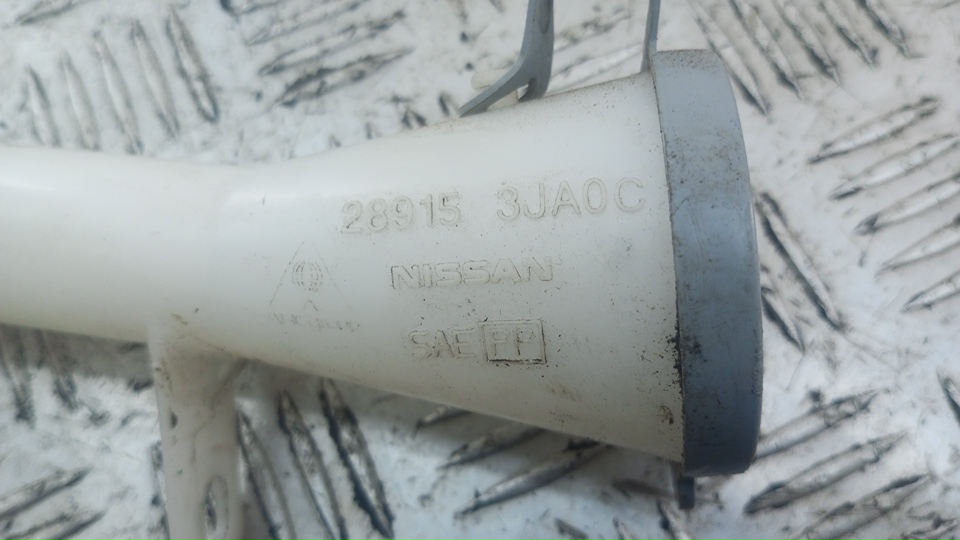 28915 3JA0C
NISSAN
SAE PP